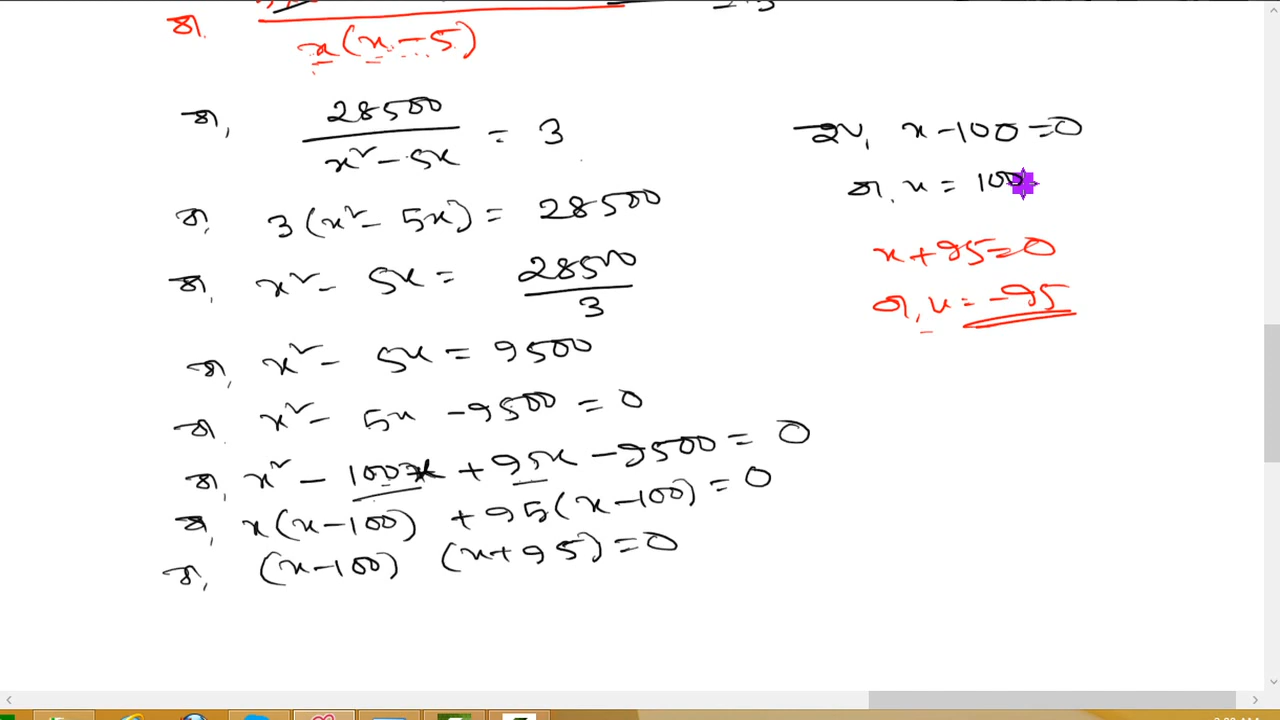 বা, x(x-5)
বা, 28500/(x²-5x) = 3
বা, 3(x²-5x) = 28500
বা, x²-5x = 28500/3
বা, x²-5x = 9500
বা, x²-5x-9500 = 0
বা, x²-100x+95x-9500 = 0
বা, x(x-100)+95(x-100) = 0
বা, (x-100)(x+95) = 0
হয়, x-100=0
বা, x = 100
x+95=0
বা, x = -95